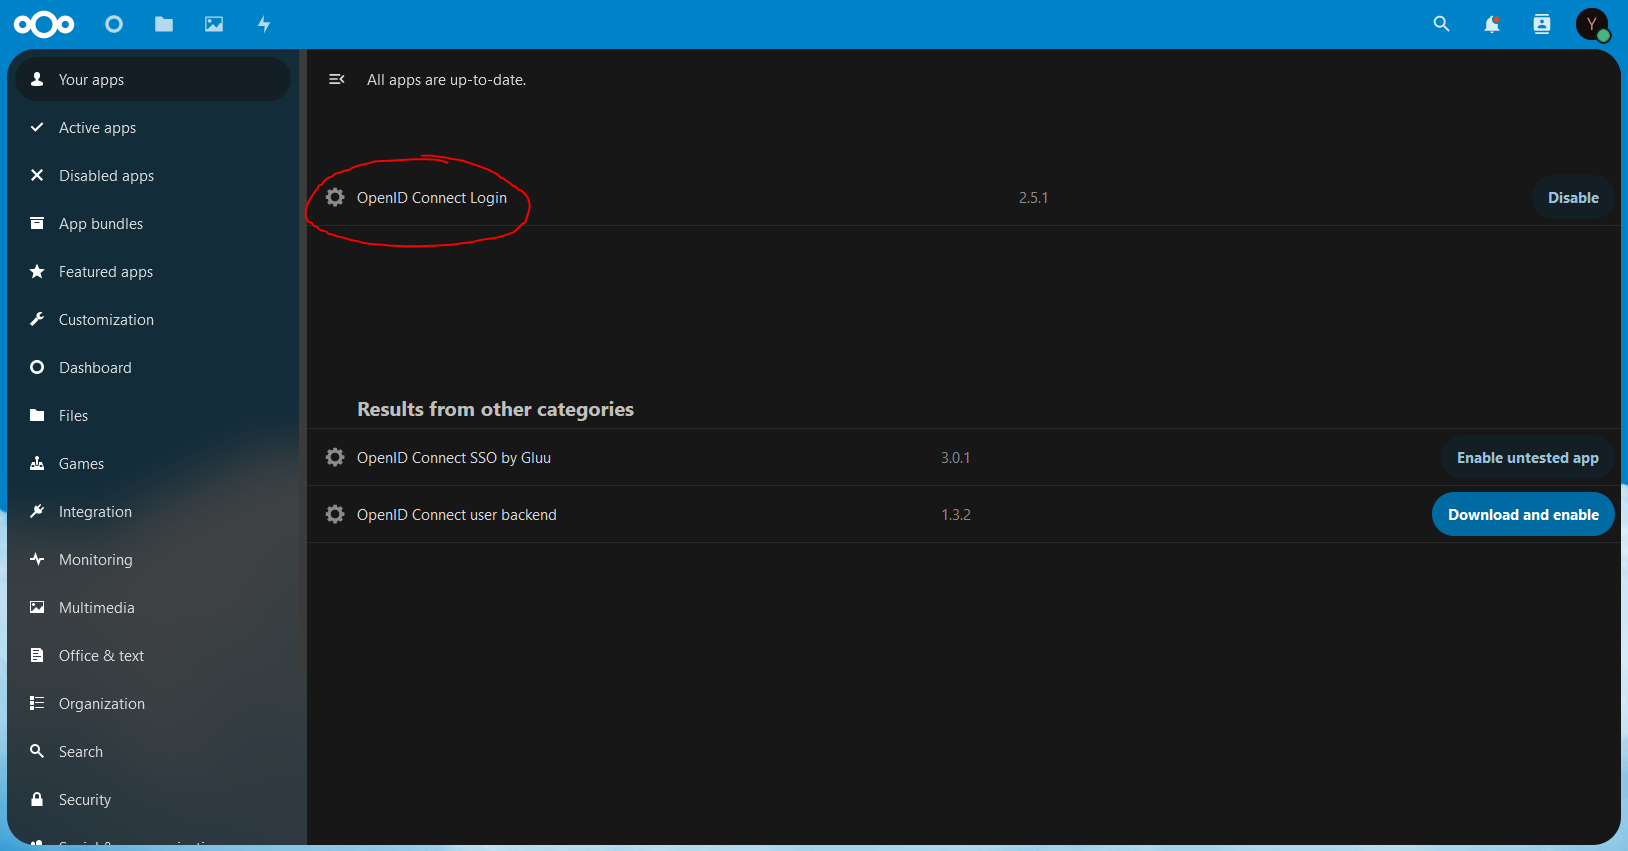 Y
Your apps
Active apps
Disabled apps
App bundles
Featured apps
Customization
Dashboard
Files
Games
Integration
Monitoring
Multimedia
Office & text
Organization
Search
Security
All apps are up-to-date.
OpenID Connect Login 2.5.1 Disable
Results from other categories
OpenID Connect SSO by Gluu 3.0.1 Enable untested app
OpenID Connect user backend 1.3.2 Download and enable